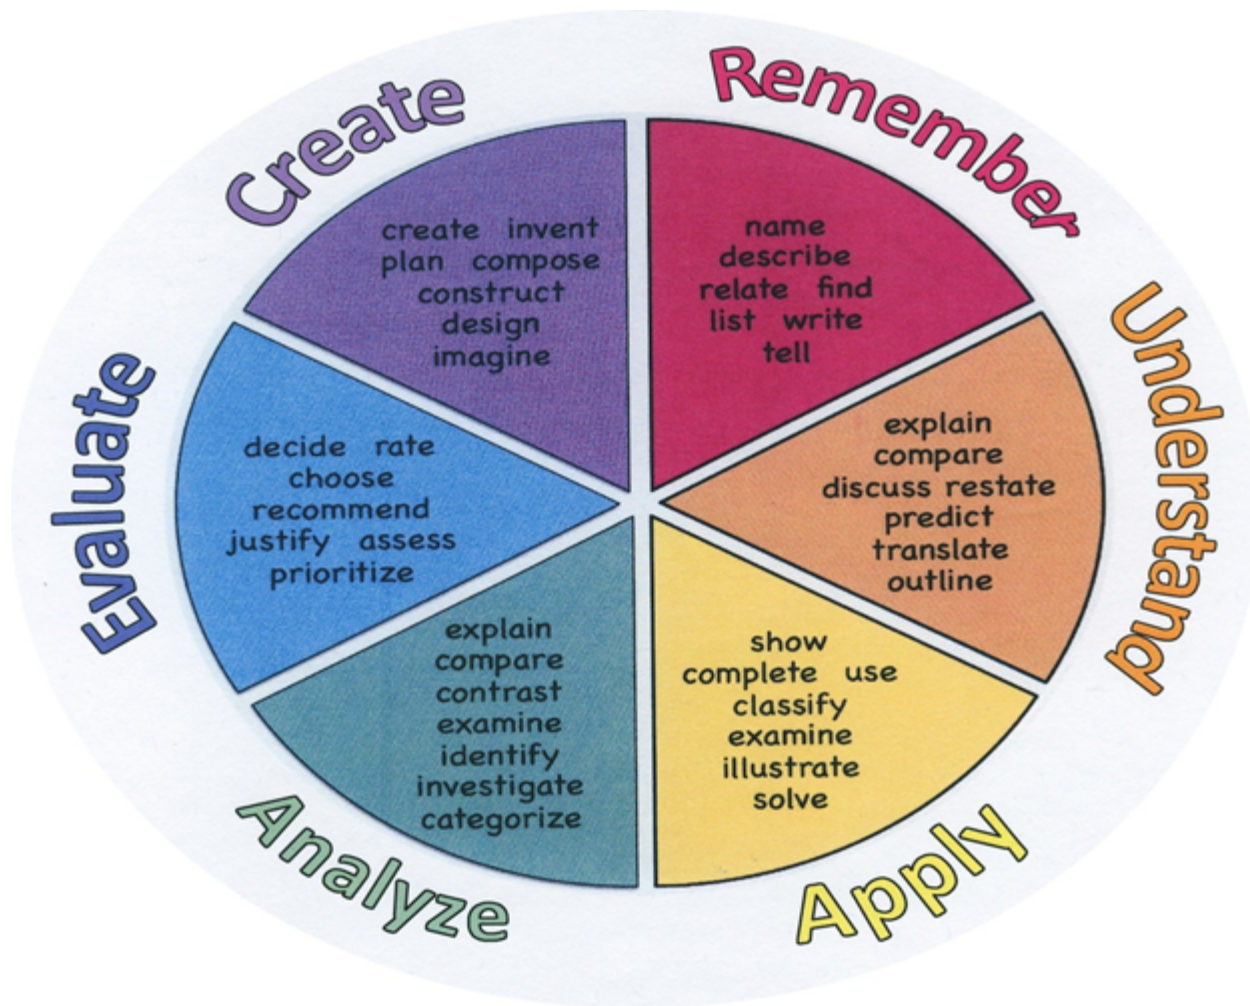 Remember
name
describe
relate find
list write
tell
Understand
explain
compare
discuss restate
predict
translate
outline
Apply
show
complete use
classify
examine
illustrate
solve
Analyze
explain
compare
contrast
examine
identify
investigate
categorize
Evaluate
decide rate
choose
recommend
justify assess
prioritize
Create
create invent
plan compose
construct
design
imagine